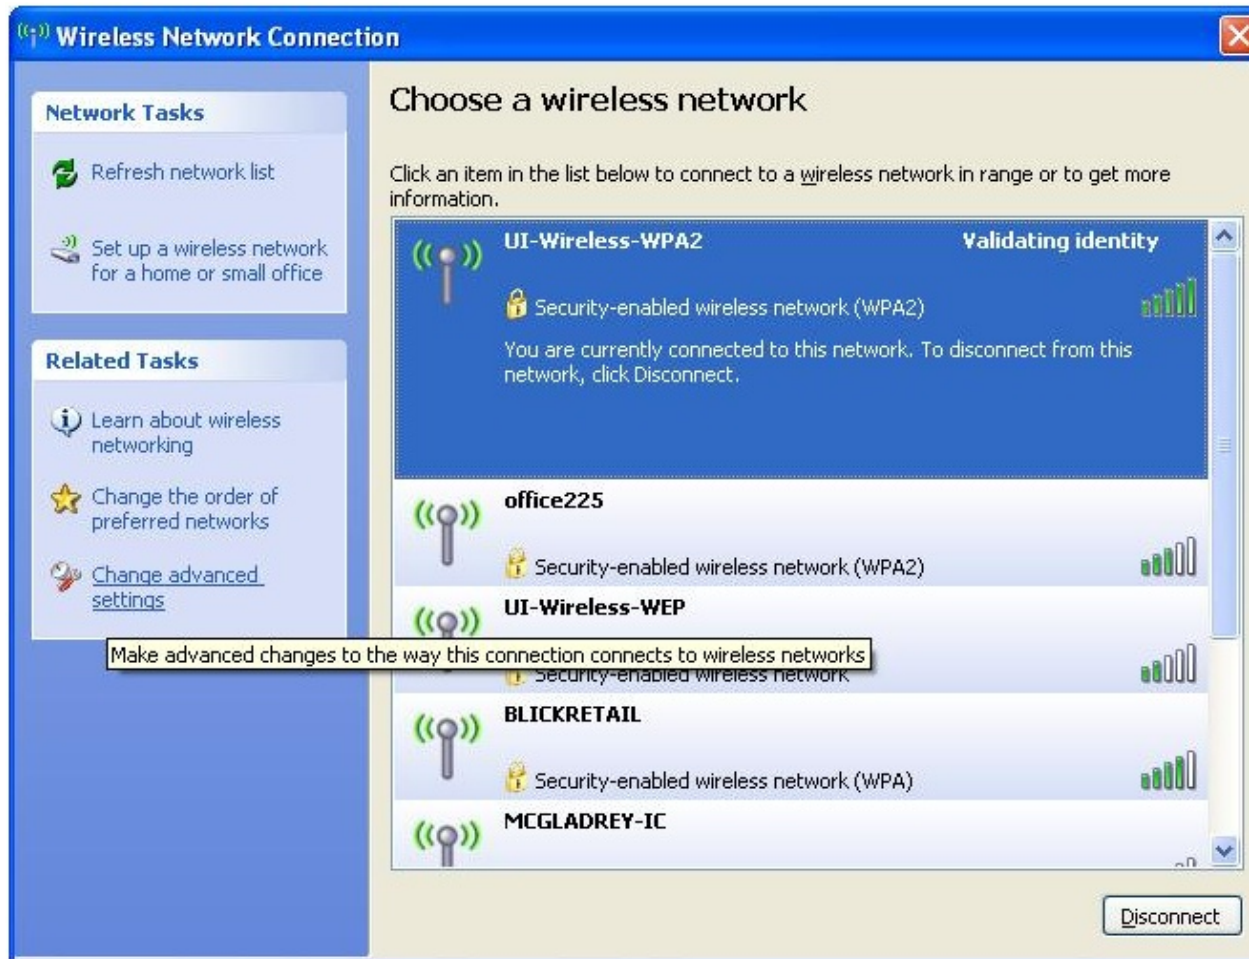 Wireless Network Connection
Network Tasks
Refresh network list
Set up a wireless network
for a home or small office
Related Tasks
Learn about wireless
networking
Change the order of
preferred networks
Change advanced
settings
Make advanced changes to the way this connection connects to wireless networks
Choose a wireless network
Click an item in the list below to connect to a wireless network in range or to get more
information.
UI-Wireless-WPA2
Validating identity
Security-enabled wireless network (WPA2)
You are currently connected to this network. To disconnect from this
network, click Disconnect.
office225
Security-enabled wireless network (WPA2)
UI-Wireless-WEP
Security-enabled wireless network
BLICKRETAIL
Security-enabled wireless network (WPA)
MCGLADREY-IC
Disconnect